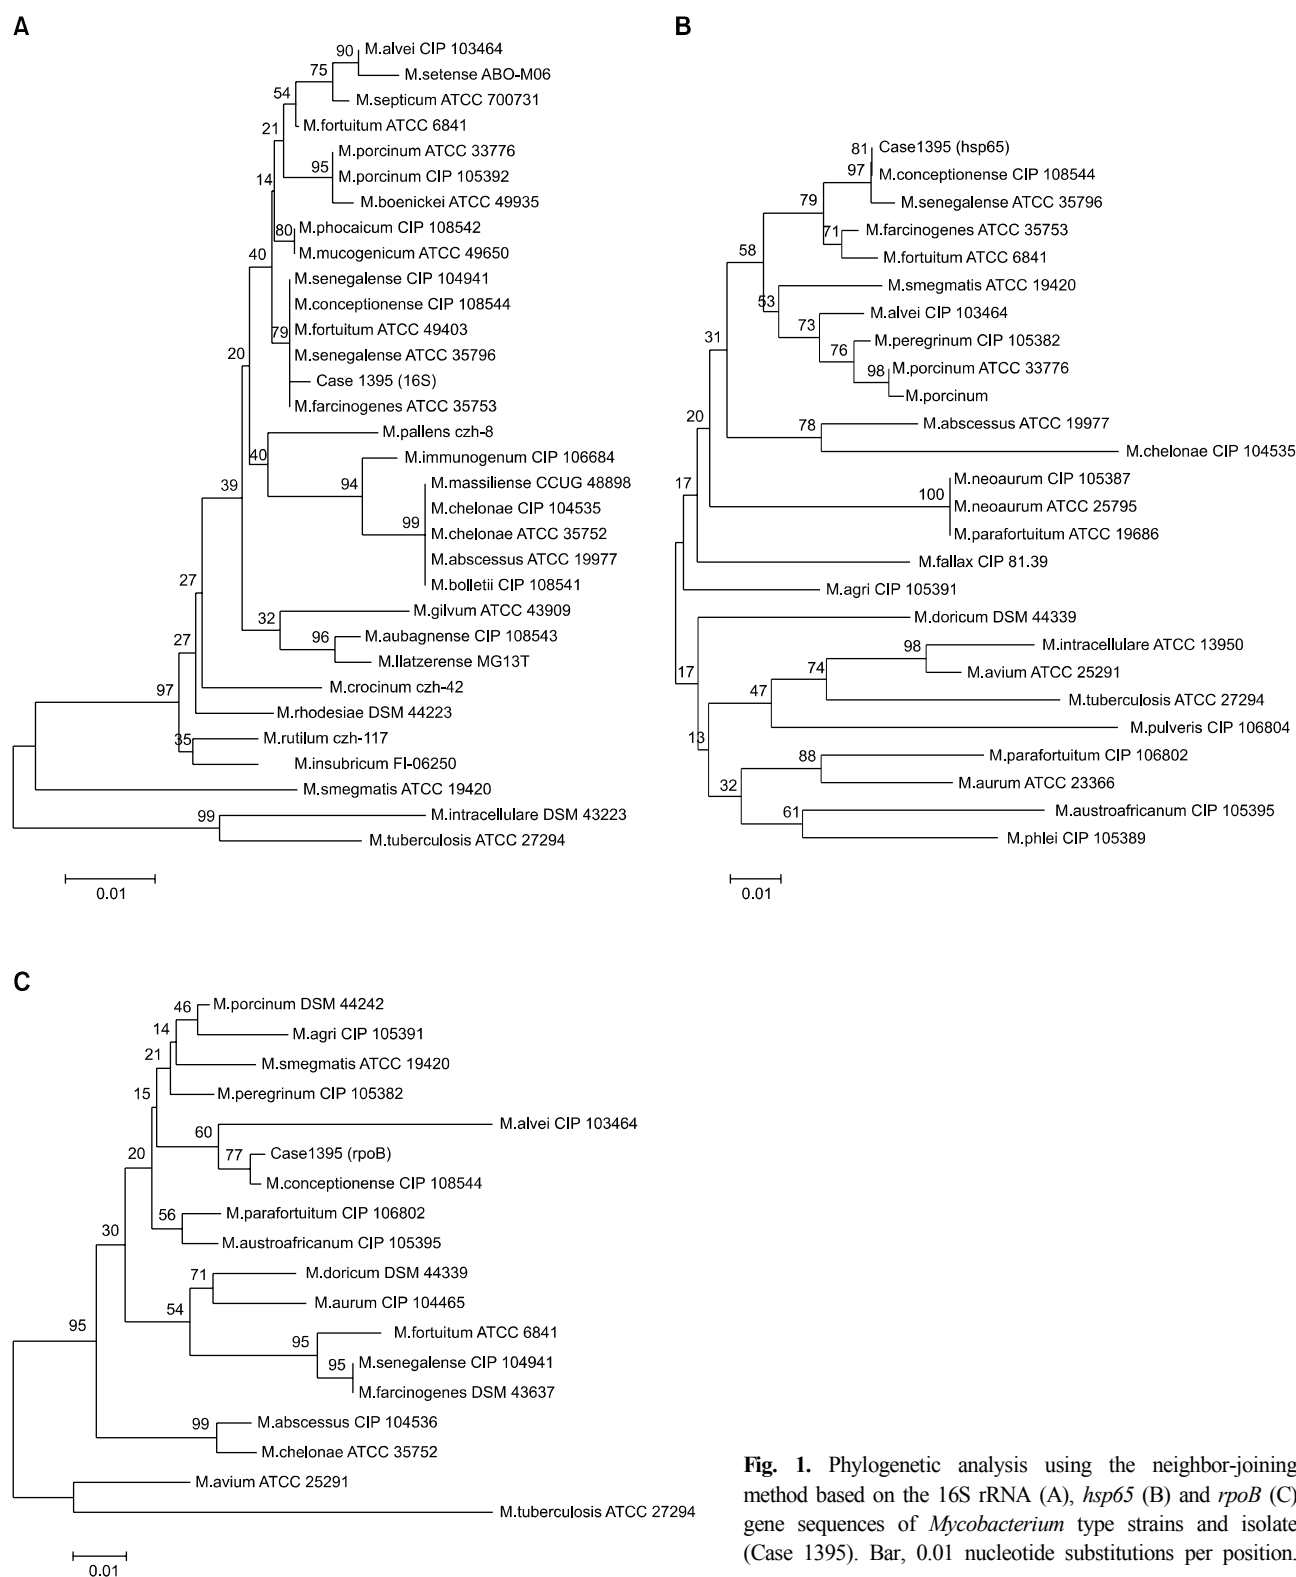 A
90
M.alvei CIP 103464
75
M.setense ABO-M06
54
M.septicum ATCC 700731
21
M.fortuitum ATCC 6841
M.porcinum ATCC 33776
95
M.porcinum CIP 105392
14
M.boenickei ATCC 49935
80
M.phocaicum CIP 108542
40
M.mucogenicum ATCC 49650
M.senegalense CIP 104941
M.conceptionense CIP 108544
79
M.fortuitum ATCC 49403
20
M.senegalense ATCC 35796
Case 1395 (16S)
M.farcinogenes ATCC 35753
M.pallens czh-8
40
M.immunogenum CIP 106684
39
94
M.massiliense CCUG 48898
M.chelonae CIP 104535
99
M.chelonae ATCC 35752
M.abscessus ATCC 19977
27
M.bolletii CIP 108541
M.gilvum ATCC 43909
32
96
M.aubagnense CIP 108543
27
M.llatzerense MG13T
97
M.crocinum czh-42
M.rhodesiae DSM 44223
35
M.rutilum czh-117
M.insubricum FI-06250
M.smegmatis ATCC 19420
99
M.intracellulare DSM 43223
M.tuberculosis ATCC 27294
0.01
B
81
Case1395 (hsp65)
97
M.conceptionense CIP 108544
79
M.senegalense ATCC 35796
71
M.farcinogenes ATCC 35753
58
M.fortuitum ATCC 6841
M.smegmatis ATCC 19420
53
M.alvei CIP 103464
73
31
M.peregrinum CIP 105382
76
98
M.porcinum ATCC 33776
M.porcinum
20
78
M.abscessus ATCC 19977
M.chelonae CIP 104535
17
M.neoaurum CIP 105387
100
M.neoaurum ATCC 25795
M.parafortuitum ATCC 19686
M.fallax CIP 81.39
M.agri CIP 105391
M.doricum DSM 44339
98
M.intracellulare ATCC 13950
17
74
M.avium ATCC 25291
47
M.tuberculosis ATCC 27294
M.pulveris CIP 106804
13
88
M.parafortuitum CIP 106802
32
M.aurum ATCC 23366
61
M.austroafricanum CIP 105395
M.phlei CIP 105389
0.01
C
46
M.porcinum DSM 44242
14
M.agri CIP 105391
21
M.smegmatis ATCC 19420
15
M.peregrinum CIP 105382
60
M.alvei CIP 103464
20
77
Case1395 (rpoB)
M.conceptionense CIP 108544
56
M.parafortuitum CIP 106802
30
M.austroafricanum CIP 105395
71
M.doricum DSM 44339
54
M.aurum CIP 104465
95
95
M.fortuitum ATCC 6841
95
M.senegalense CIP 104941
M.farcinogenes DSM 43637
99
M.abscessus CIP 104536
M.chelonae ATCC 35752
M.avium ATCC 25291
M.tuberculosis ATCC 27294
0.01
Fig. 1. Phylogenetic analysis using the neighbor-joining
method based on the 16S rRNA (A), hsp65 (B) and rpoB (C)
gene sequences of Mycobacterium type strains and isolate
(Case 1395). Bar, 0.01 nucleotide substitutions per position.